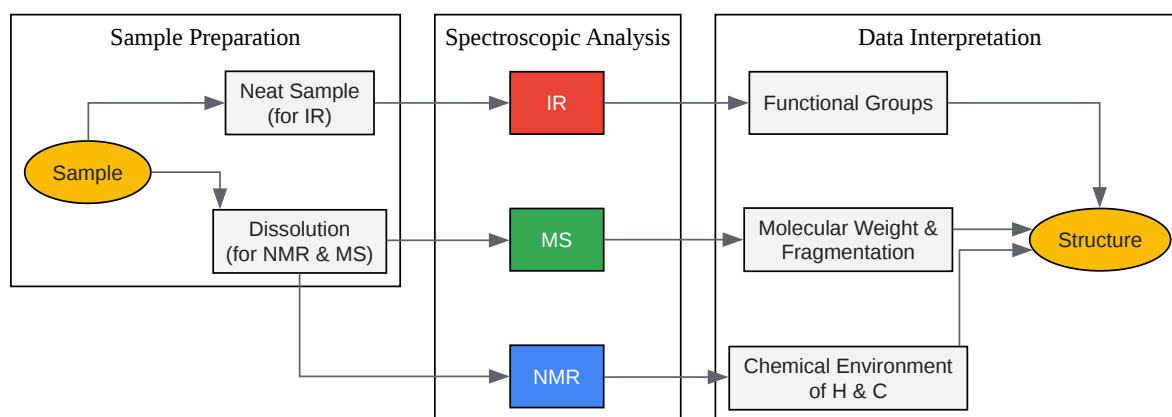 Sample Preparation
Spectroscopic Analysis
Data Interpretation
Neat Sample
(for IR)
IR
Functional Groups
Sample
Dissolution
(for NMR & MS)
MS
Molecular Weight &
Fragmentation
Structure
NMR
Chemical Environment
of H & C